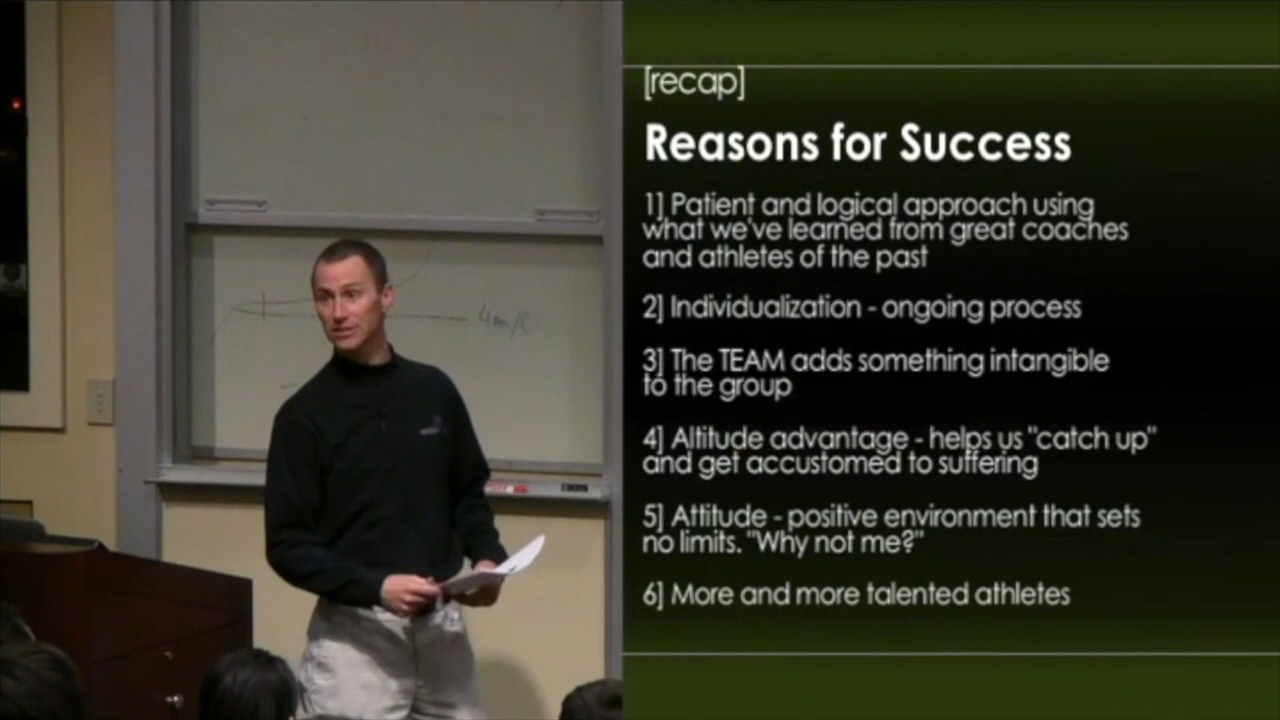 [recap]
Reasons for Success
1] Patient and logical approach using
what we've learned from great coaches
and athletes of the past
2] Individualization - ongoing process
3] The TEAM adds something intangible
to the group
4] Altitude advantage - helps us "catch up"
and get accustomed to suffering
5] Attitude - positive environment that sets
no limits. "Why not me?"
6] More and more talented athletes